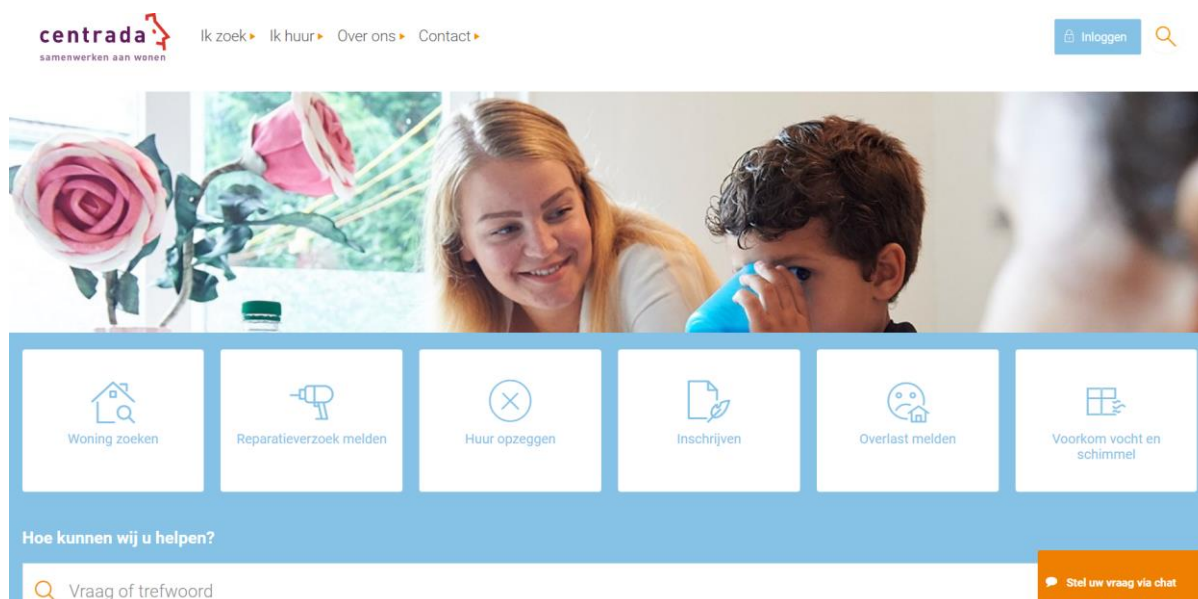 centrada
samenwerken aan wonen
Ik zoek
Ik huur
Over ons
Contact
Inloggen
Woning zoeken
Reparatieverzoek melden
Huur opzeggen
Inschrijven
Overlast melden
Voorkom vocht en
schimmel
Hoe kunnen wij u helpen?
Vraag of trefwoord
Stel uw vraag via chat